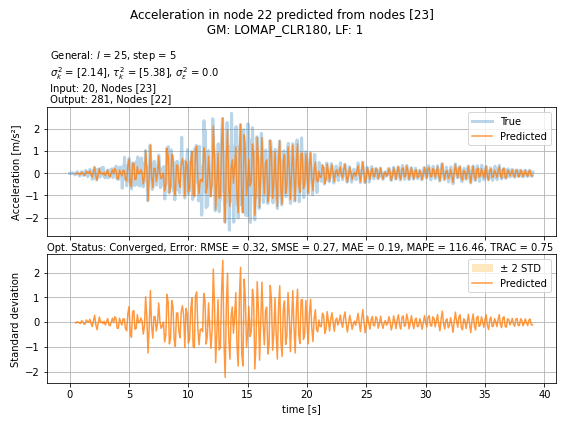 Acceleration in node 22 predicted from nodes [23]
GM: LOMAP_CLR180, LF: 1
General: l = 25, step = 5
σ²ₖ = [2.14], τ²ₖ = [5.38], σ²ε = 0.0
Input: 20, Nodes [23]
Output: 281, Nodes [22]
Acceleration [m/s²]
2
1
0
−1
−2
True
Predicted
Opt. Status: Converged, Error: RMSE = 0.32, SMSE = 0.27, MAE = 0.19, MAPE = 116.46, TRAC = 0.75
Standard deviation
2
1
0
−1
−2
± 2 STD
Predicted
0 5 10 15 20 25 30 35 40
time [s]